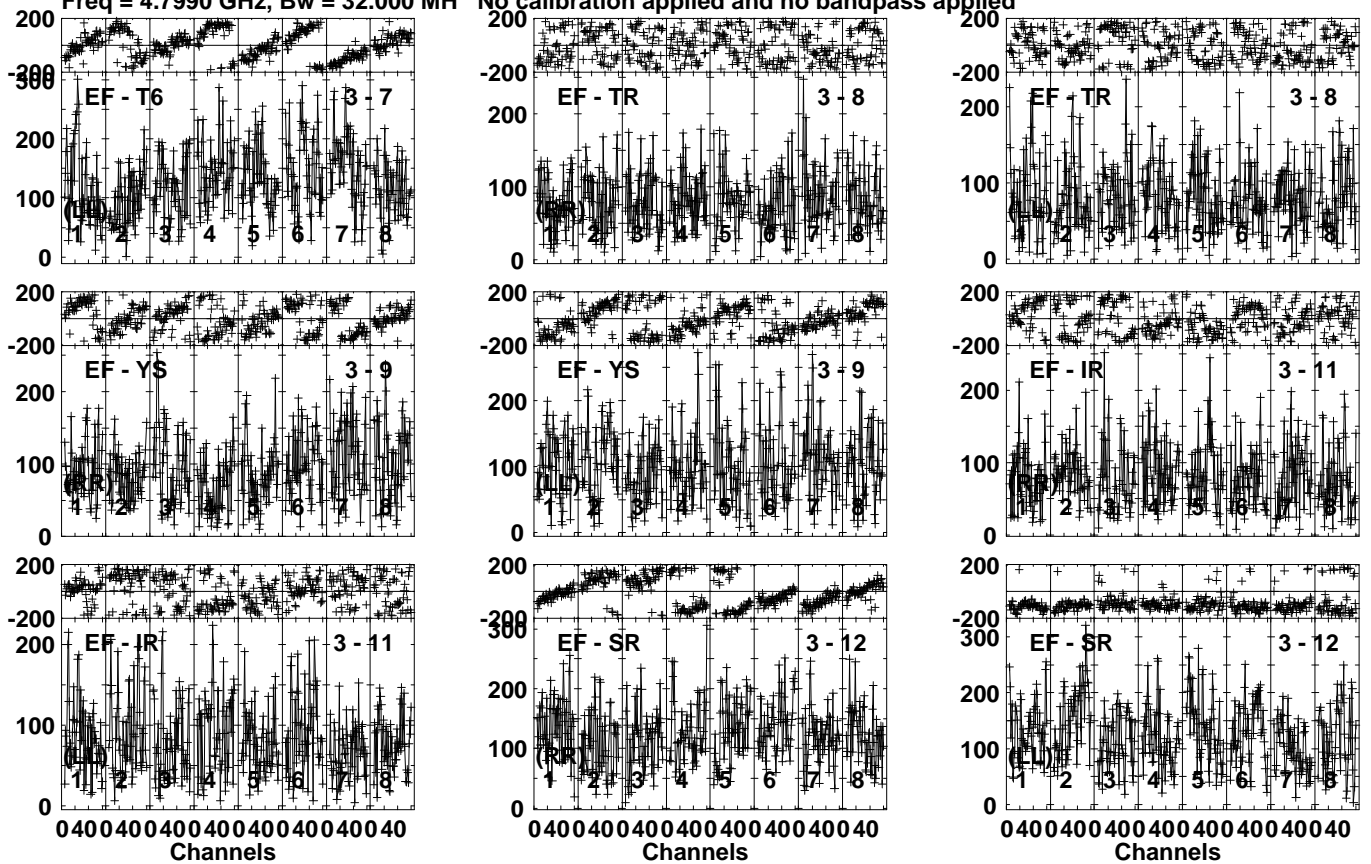 Freq = 4.7990 GHz, Bw = 32.000 MH No calibration applied and no bandpass applied
200 200 200
-200 -200 -200
300
EF - T6 3 - 7 EF - TR 3 - 8 EF - TR 3 - 8
200 200 200
100 100 100
(LL) (RR) (LL)
1 2 3 4 5 6 7 8 1 2 3 4 5 6 7 8 1 2 3 4 5 6 7 8
0 0 0
200 200 200
-200 -200 -200
EF - YS 3 - 9 EF - YS 3 - 9 EF - IR 3 - 11
200 200 200
100 100 100
(RR) (LL) (RR)
1 2 3 4 5 6 7 8 1 2 3 4 5 6 7 8 1 2 3 4 5 6 7 8
0 0 0
200 200 200
-200 -200 -200
300 300
EF - IR 3 - 11 EF - SR 3 - 12 EF - SR 3 - 12
200 200 200
100 100 100
(LL) (RR) (LL)
1 2 3 4 5 6 7 8 1 2 3 4 5 6 7 8 1 2 3 4 5 6 7 8
0 0 0
0 40 0 40 0 40 0 40 0 40 0 40 0 40 0 40 0 40 0 40 0 40 0 40 0 40 0 40 0 40 0 40 0 40 0 40 0 40 0 40 0 40 0 40 0 40 0 40
Channels Channels Channels